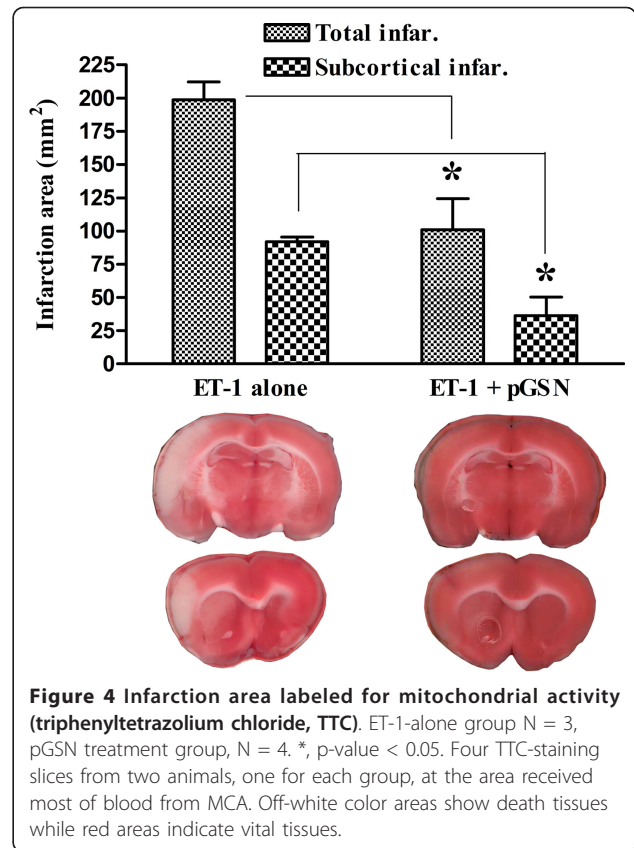 Total infar.
Subcortical infar.
Infarction area (mm²)
225
200
175
150
125
100
75
50
25
0
*
*
ET-1 alone
ET-1 + pGSN
Figure 4 Infarction area labeled for mitochondrial activity
(triphenyltetrazolium chloride, TTC). ET-1-alone group N = 3,
pGSN treatment group, N = 4. *, p-value < 0.05. Four TTC-staining
slices from two animals, one for each group, at the area received
most of blood from MCA. Off-white color areas show death tissues
while red areas indicate vital tissues.